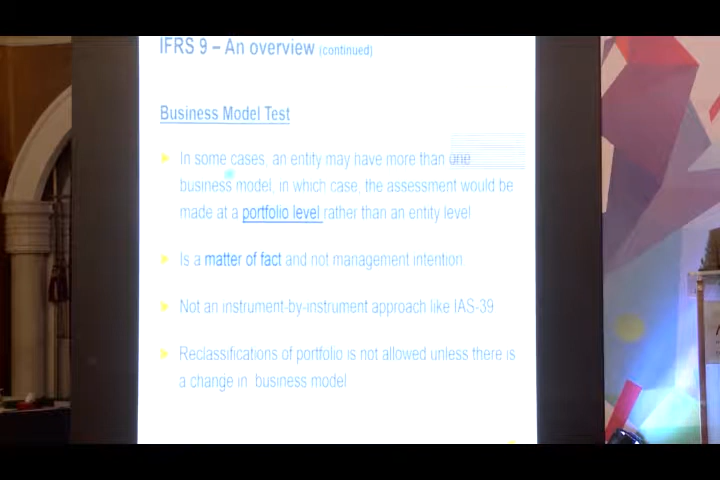 IFRS 9 – An overview (continued)
Business Model Test
In some cases, an entity may have more than one
business model, in which case, the assessment would be
made at a portfolio level rather than an entity level
Is a matter of fact and not management intention
Not an instrument-by-instrument approach like IAS-39
Reclassifications of portfolio is not allowed unless there is
a change in business model